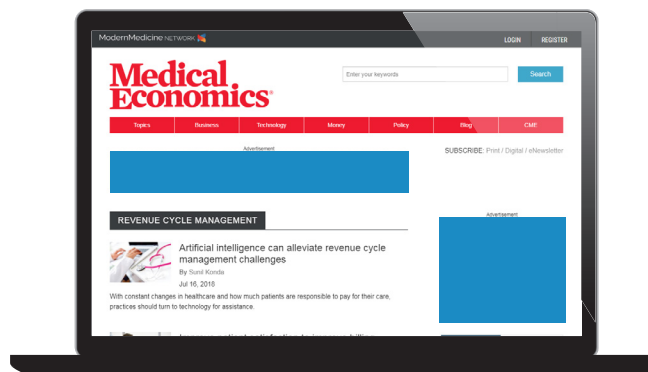 ModernMedicine NETWORK
LOGIN REGISTER
Medical
Economics®
Enter your keywords
Search
Topics Business Technology Money Policy Blog CME
Advertisement
SUBSCRIBE: Print / Digital / eNewsletter
REVENUE CYCLE MANAGEMENT
Advertisement
Artificial intelligence can alleviate revenue cycle
management challenges
By Sunil Konda
Jul 16, 2018
With constant changes in healthcare and how much patients are responsible to pay for their care,
practices should turn to technology for assistance.